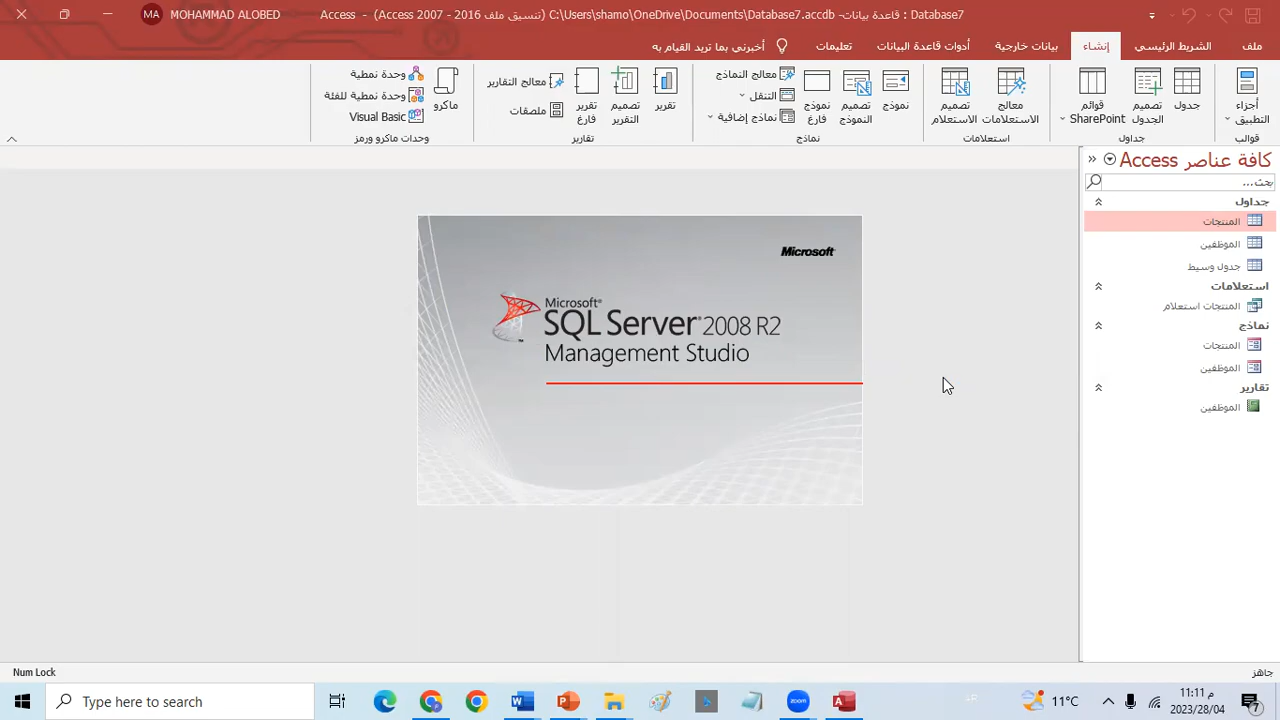 Database7 : قاعدة بيانات- C:\Users\shamo\OneDrive\Documents\Database7.accdb (تنسيق ملف Access 2007 - 2016) - Access
MOHAMMAD ALOBED
MA
ملف
الشريط الرئيسي
إنشاء
بيانات خارجية
أدوات قاعدة البيانات
تعليمات
أخبرني بما تريد القيام به
أجزاء التطبيق
قوالب
جدول
تصميم الجدول
قوائم SharePoint
جداول
معالج الاستعلامات
تصميم الاستعلام
استعلامات
نموذج
تصميم النموذج
نموذج فارغ
معالج النماذج
التنقل
نماذج إضافية
نماذج
تقرير
تصميم التقرير
تقرير فارغ
معالج التقارير
ملصقات
تقارير
ماكرو
وحدة نمطية
وحدة نمطية للفئة
Visual Basic
وحدات ماكرو ورمز
كافة عناصر Access
بحث...
جداول
المنتجات
الموظفين
جدول وسيط
استعلامات
المنتجات استعلام
نماذج
المنتجات
الموظفين
تقارير
الموظفين
Microsoft
Microsoft®
SQL Server® 2008 R2
Management Studio
جاهز
Num Lock
Type here to search
11°C
11:11 م
2023/28/04
7